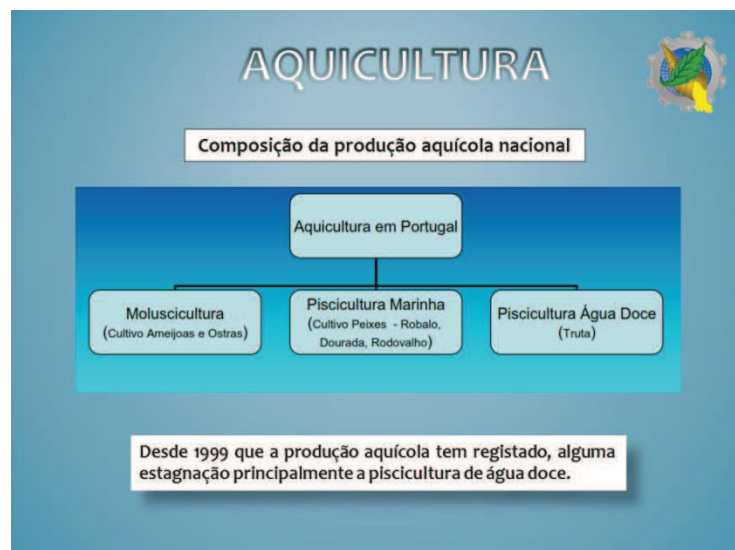 AQUICULTURA
Composição da produção aquícola nacional
Aquicultura em Portugal
Moluscicultura
(Cultivo Ameijoas e Ostras)
Piscicultura Marinha
(Cultivo Peixes - Robalo,
Dourada, Rodovalho)
Piscicultura Água Doce
(Truta)
Desde 1999 que a produção aquícola tem registado, alguma
estagnação principalmente a piscicultura de água doce.